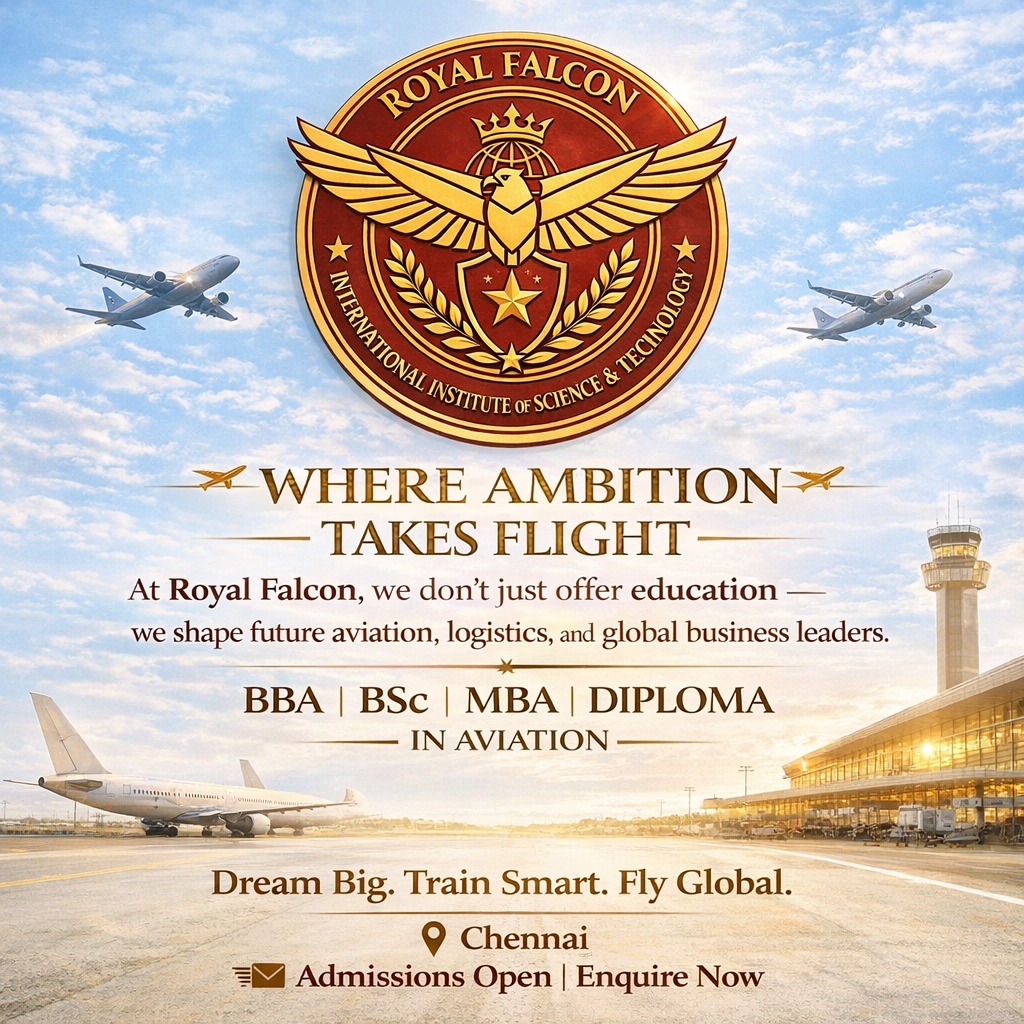 ROYAL FALCON
INTERNATIONAL INSTITUTE OF SCIENCE & TECINOLOGY
WHERE AMBITION
TAKES FLIGHT
At Royal Falcon, we don't just offer education —
we shape future aviation, logistics, and global business leaders.
BBA | BSc | MBA | DIPLOMA
IN AVIATION
Dream Big. Train Smart. Fly Global.
Chennai
Admissions Open | Enquire Now